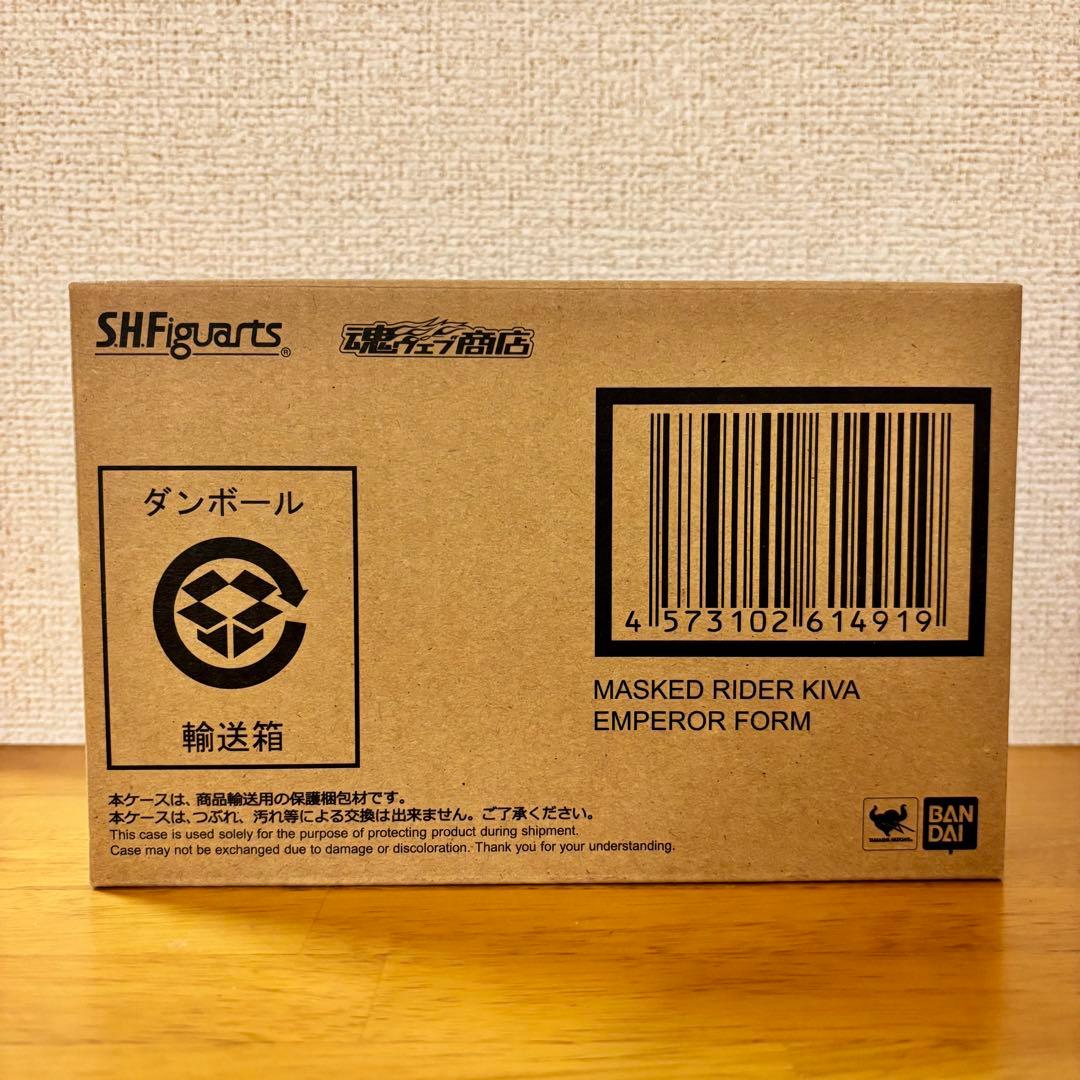 S.H.Figuarts®
魂ウェブ商店
ダンボール
輸送箱
4 573102 614919
MASKED RIDER KIVA
EMPEROR FORM
本ケースは、商品輸送用の保護梱包材です。
本ケースは、つぶれ、汚れ等による交換は出来ません。ご了承ください。
This case is used solely for the purpose of protecting product during shipment.
Case may not be exchanged due to damage or discoloration. Thank you for your understanding.
TAMASHII NATIONS
BAN
DAI